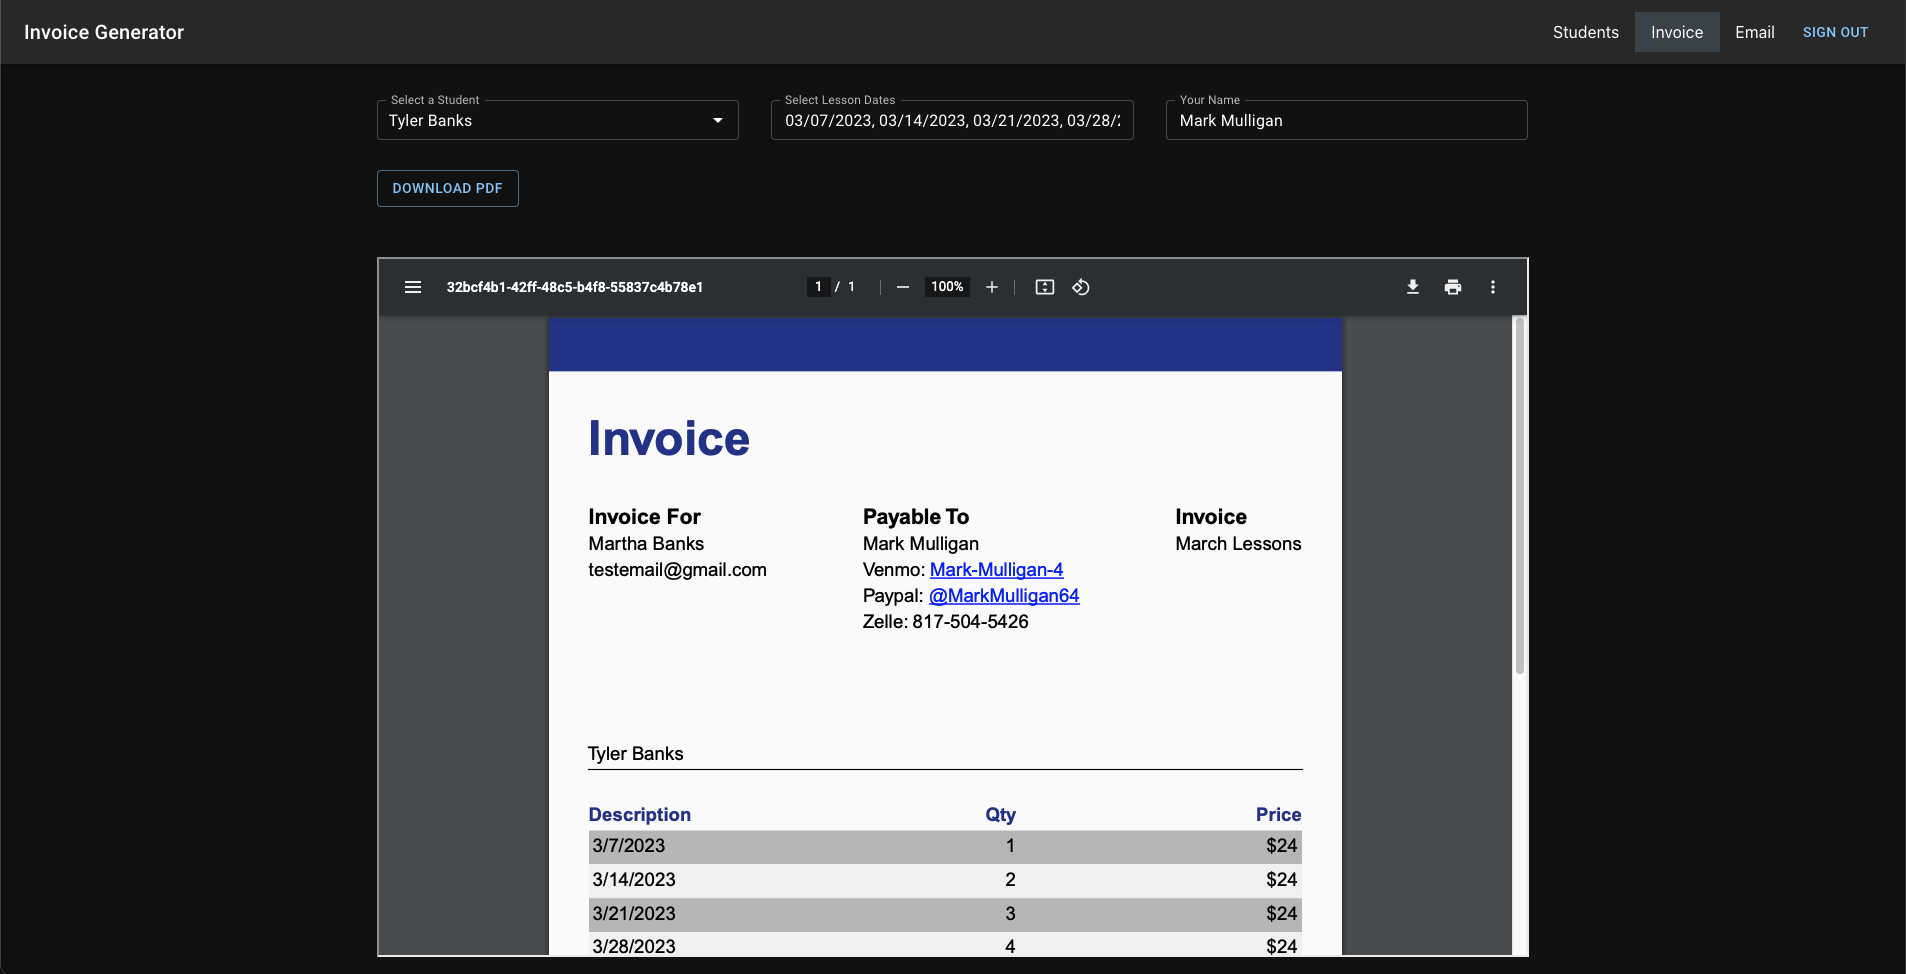 Invoice Generator
Students Invoice Email SIGN OUT
Select a Student
Tyler Banks
Select Lesson Dates
03/07/2023, 03/14/2023, 03/21/2023, 03/28/
Your Name
Mark Mulligan
DOWNLOAD PDF
32bcf4b1-42ff-48c5-b4f8-55837c4b78e1
1 / 1
100%
Invoice
Invoice For
Martha Banks
testemail@gmail.com
Payable To
Mark Mulligan
Venmo: Mark-Mulligan-4
Paypal: @MarkMulligan64
Zelle: 817-504-5426
Invoice
March Lessons
Tyler Banks
Description Qty Price
3/7/2023 1 $24
3/14/2023 2 $24
3/21/2023 3 $24
3/28/2023 4 $24